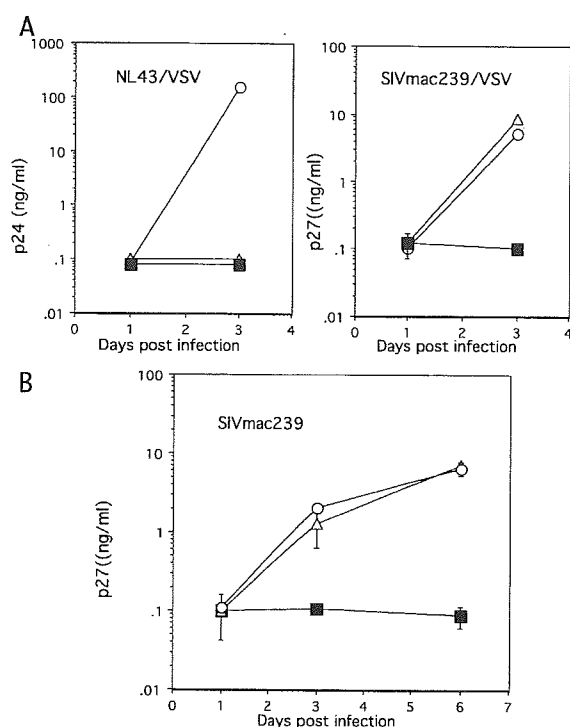 A
NL43/VSV
p24 (ng/ml)
1000
100
10
1
.1
.01
0 1 2 3 4
Days post infection
SIVmac239/VSV
p27((ng/ml)
100
10
1
0.1
.01
0 1 2 3 4
Days post infection
B
SIVmac239
p27((ng/ml)
100
10
1
.1
.01
0 1 2 3 4 5 6 7
Days post infection